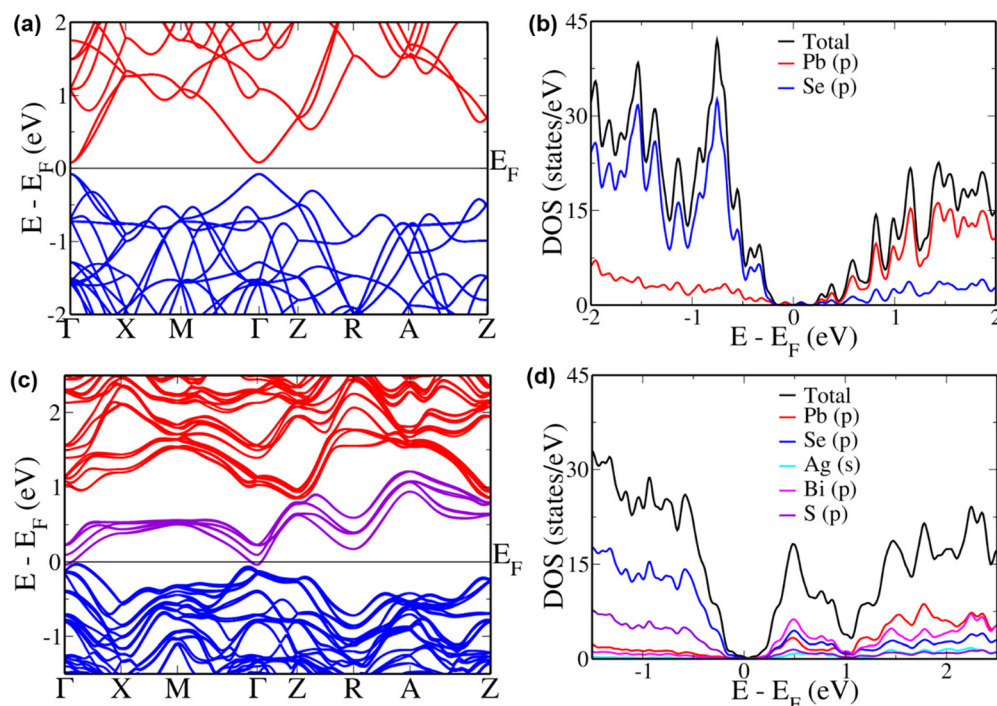 (a)
E - E_F (eV)
2
1
0
-1
-2
Γ X M Γ Z R A Z
E_F
(b)
DOS (states/eV)
45
30
15
0
Total
Pb (p)
Se (p)
-2 -1 0 1 2
E - E_F (eV)
(c)
E - E_F (eV)
2
1
0
-1
Γ X M Γ Z R A Z
E_F
(d)
DOS (states/eV)
45
30
15
0
Total
Pb (p)
Se (p)
Ag (s)
Bi (p)
S (p)
-1 0 1 2
E - E_F (eV)